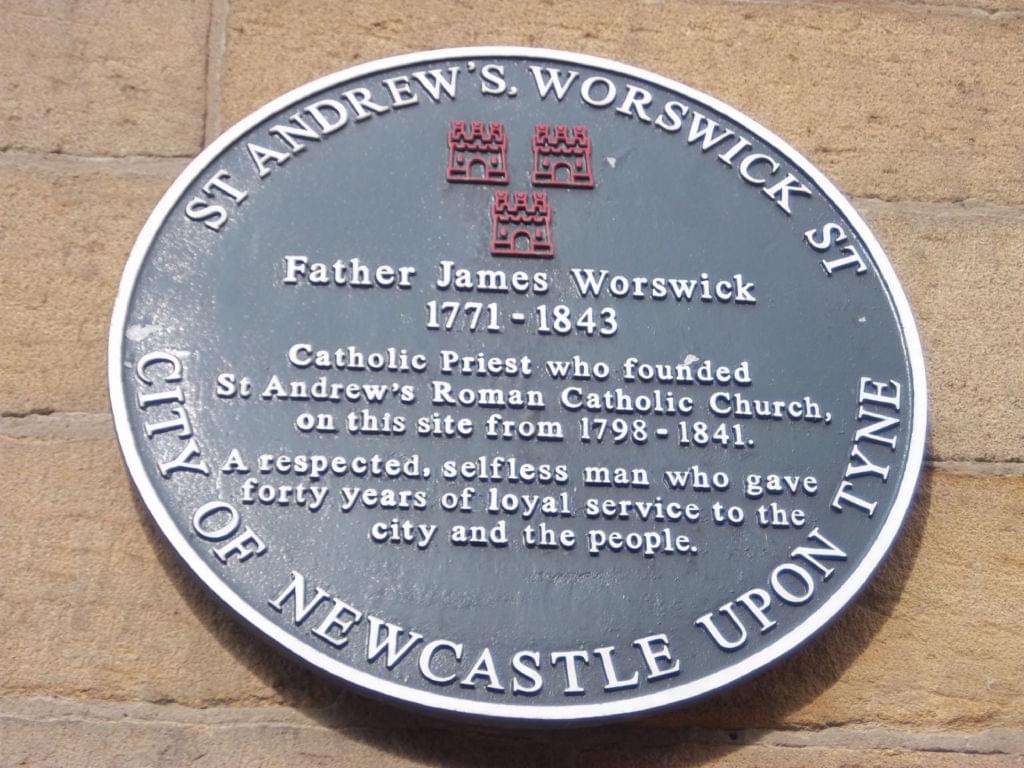 ST ANDREW'S. WORSWICK ST
Father James Worswick
1771 - 1843
Catholic Priest who founded
St Andrew's Roman Catholic Church,
on this site from 1798 - 1841.
A respected, selfless man who gave
forty years of loyal service to the
city and the people.
CITY OF NEWCASTLE UPON TYNE